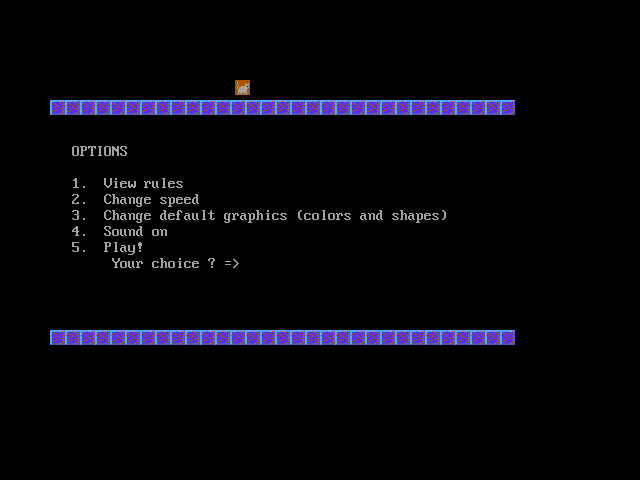 OPTIONS
1. View rules
2. Change speed
3. Change default graphics (colors and shapes)
4. Sound on
5. Play!
Your choice ? =>